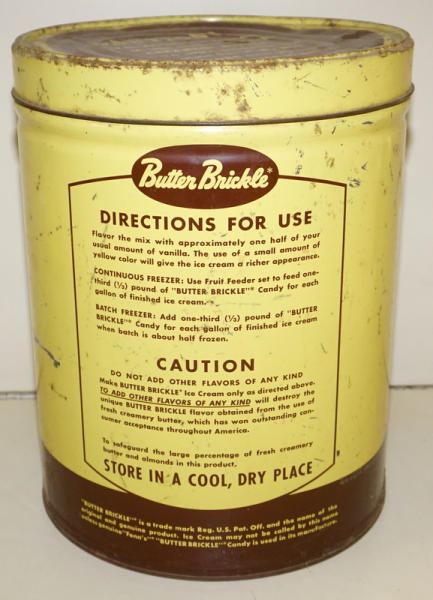 Butter Brickle*
DIRECTIONS FOR USE
Flavor the mix with approximately one half of your
usual amount of vanilla. The use of a small amount of
yellow color will give the ice cream a richer appearance.
CONTINUOUS FREEZER: Use Fruit Feeder set to feed one-
third (⅓) pound of "BUTTER BRICKLE"* Candy for each
gallon of finished ice cream.
BATCH FREEZER: Add one-third (⅓) pound of "BUTTER
BRICKLE"* Candy for each gallon of finished ice cream
when batch is about half frozen.
CAUTION
DO NOT ADD OTHER FLAVORS OF ANY KIND
Make BUTTER BRICKLE* Ice Cream only as directed above.
TO ADD OTHER FLAVORS OF ANY KIND will destroy the
unique BUTTER BRICKLE flavor obtained from the use of
fresh creamery butter, which has won outstanding con-
sumer acceptance throughout America.
To safeguard the large percentage of fresh creamery
butter and almonds in this product.
STORE IN A COOL, DRY PLACE
"BUTTER BRICKLE"* is a trade mark Reg. U.S. Pat. Off. and the name of the
original and genuine product. Ice Cream may not be called by this name
unless genuine "Fenn's" "BUTTER BRICKLE"* Candy is used in its manufacture.